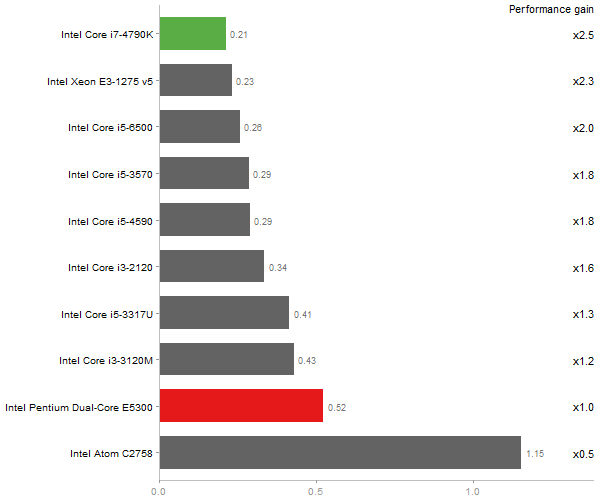 Performance gain
Intel Core i7-4790K 0.21 x2.5
Intel Xeon E3-1275 v5 0.23 x2.3
Intel Core i5-6500 0.26 x2.0
Intel Core i5-3570 0.29 x1.8
Intel Core i5-4590 0.29 x1.8
Intel Core i3-2120 0.34 x1.6
Intel Core i5-3317U 0.41 x1.3
Intel Core i3-3120M 0.43 x1.2
Intel Pentium Dual-Core E5300 0.52 x1.0
Intel Atom C2758 1.15 x0.5
0.0 0.5 1.0